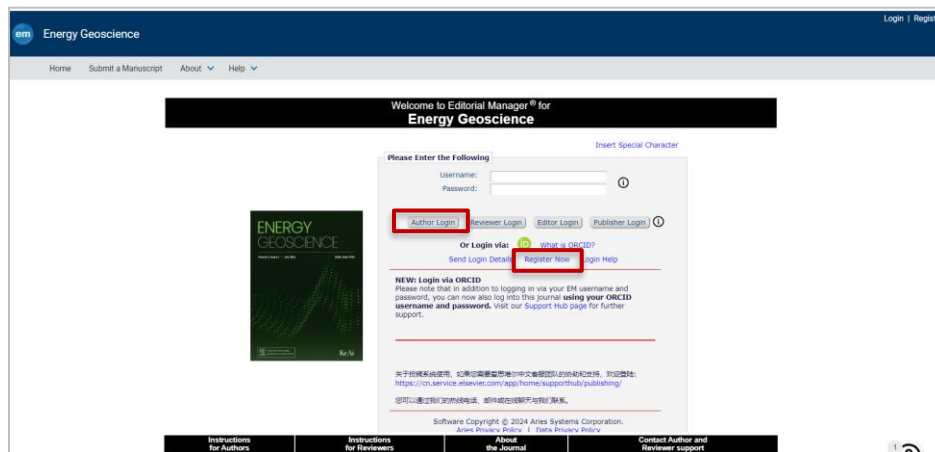 Login | Regist
em Energy Geoscience
Home Submit a Manuscript About Help
Welcome to Editorial Manager® for
Energy Geoscience
Insert Special Character
Please Enter the Following
Username:
Password:
Author Login Reviewer Login Editor Login Publisher Login
Or Login via: iD What is ORCID?
Send Login Details Register Now Login Help
NEW: Login via ORCID
Please note that in addition to logging in via your EM username and
password, you can now also log into this journal using your ORCID
username and password. Visit our Support Hub page for further
support.
ENERGY
GEOSCIENCE
KeAi
关于投稿系统使用，如果您需要爱思唯尔中文客服团队的协助和支持，欢迎登陆:
https://cn.service.elsevier.com/app/home/supporthub/publishing/
您可以通过我们的热线电话、邮件或在线聊天与我们联系。
Software Copyright © 2024 Aries Systems Corporation.
Aries Privacy Policy | Data Privacy Policy
Instructions for Authors
Instructions for Reviewers
About the Journal
Contact Author and Reviewer support
1